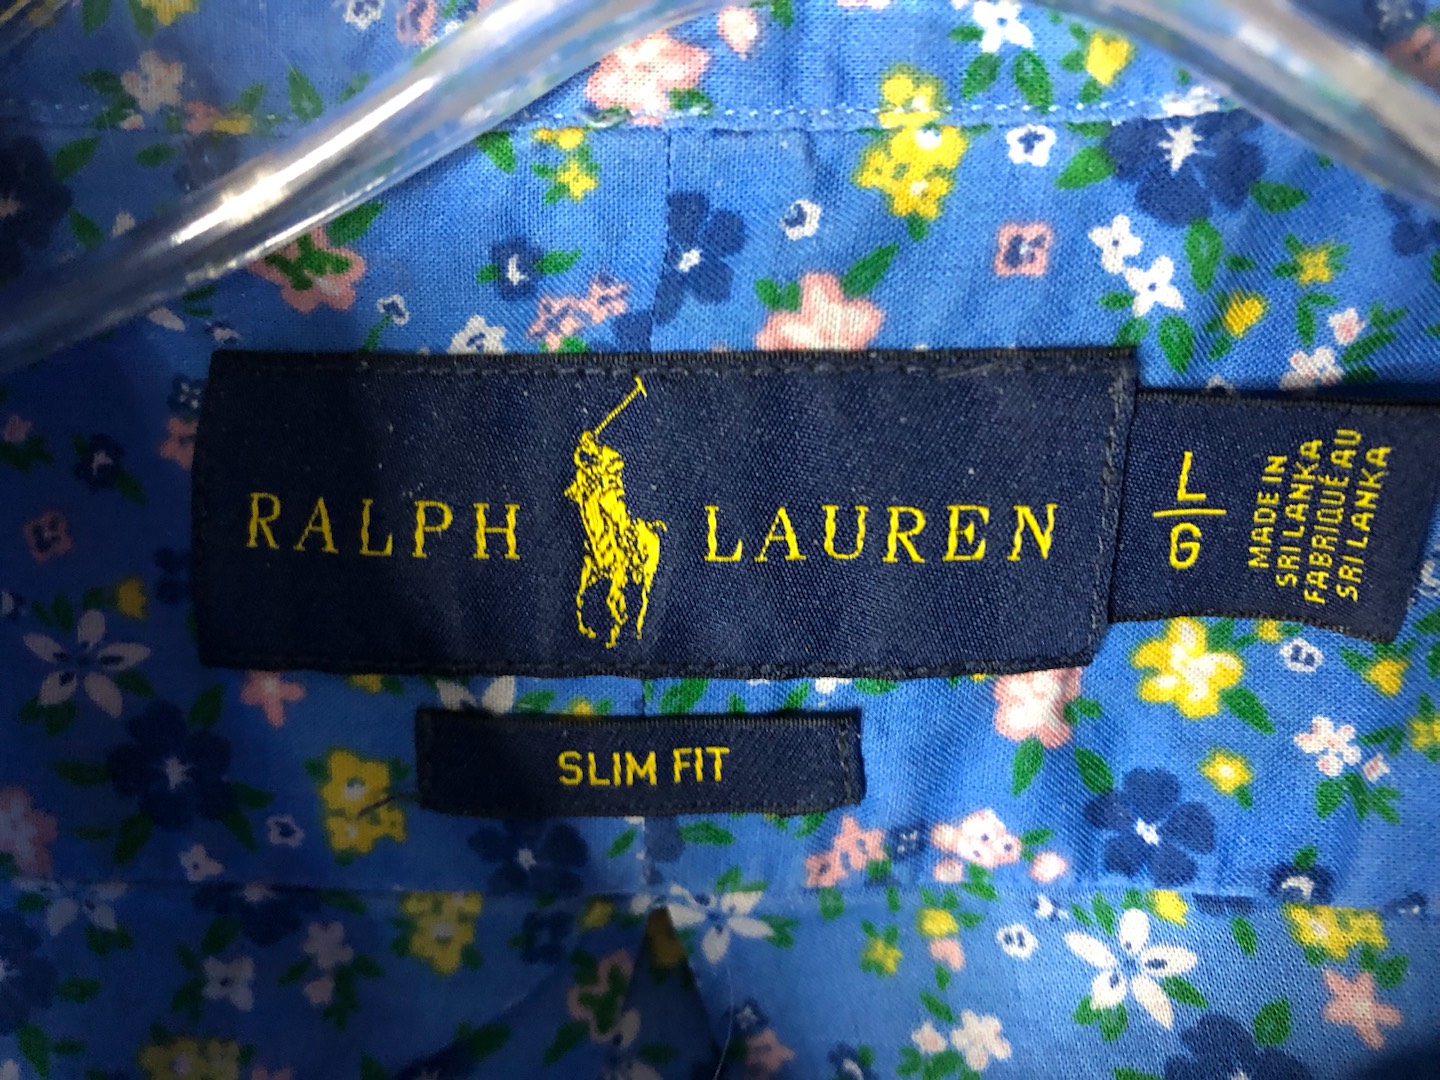 RALPH LAUREN
L
G
MADE IN
SRI LANKA
FABRIQUÉ AU
SRI LANKA
SLIM FIT